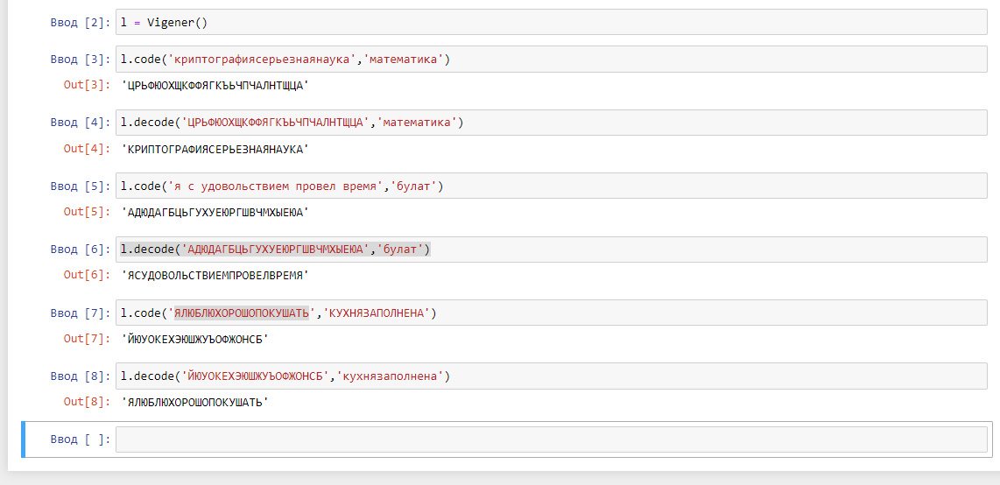 Ввод [2]: l = Vigener()
Ввод [3]: l.code('криптографиясерьезнаянаука','математика')
Out[3]: 'ЦРЬФЮОХЩКФФЯГКЪЬЧПЧАЛНТЩЦА'
Ввод [4]: l.decode('ЦРЬФЮОХЩКФФЯГКЪЬЧПЧАЛНТЩЦА','математика')
Out[4]: 'КРИПТОГРАФИЯСЕРЬЕЗНАЯНАУКА'
Ввод [5]: l.code('я с удовольствием провел время','булат')
Out[5]: 'АДЮДАГБЦЬГУХУЕЮРГШВЧМХЫЕЮА'
Ввод [6]: l.decode('АДЮДАГБЦЬГУХУЕЮРГШВЧМХЫЕЮА','булат')
Out[6]: 'ЯСУДОВОЛЬСТВИЕМПРОВЕЛВРЕМЯ'
Ввод [7]: l.code('ЯЛЮБЛЮХОРОШОПОКУШАТЬ','КУХНЯЗАПОЛНЕНА')
Out[7]: 'ЙЮУОКЕХЭЮШЖУЪОФЖОНСБ'
Ввод [8]: l.decode('ЙЮУОКЕХЭЮШЖУЪОФЖОНСБ','кухнязаполнена')
Out[8]: 'ЯЛЮБЛЮХОРОШОПОКУШАТЬ'
Ввод [ ]: